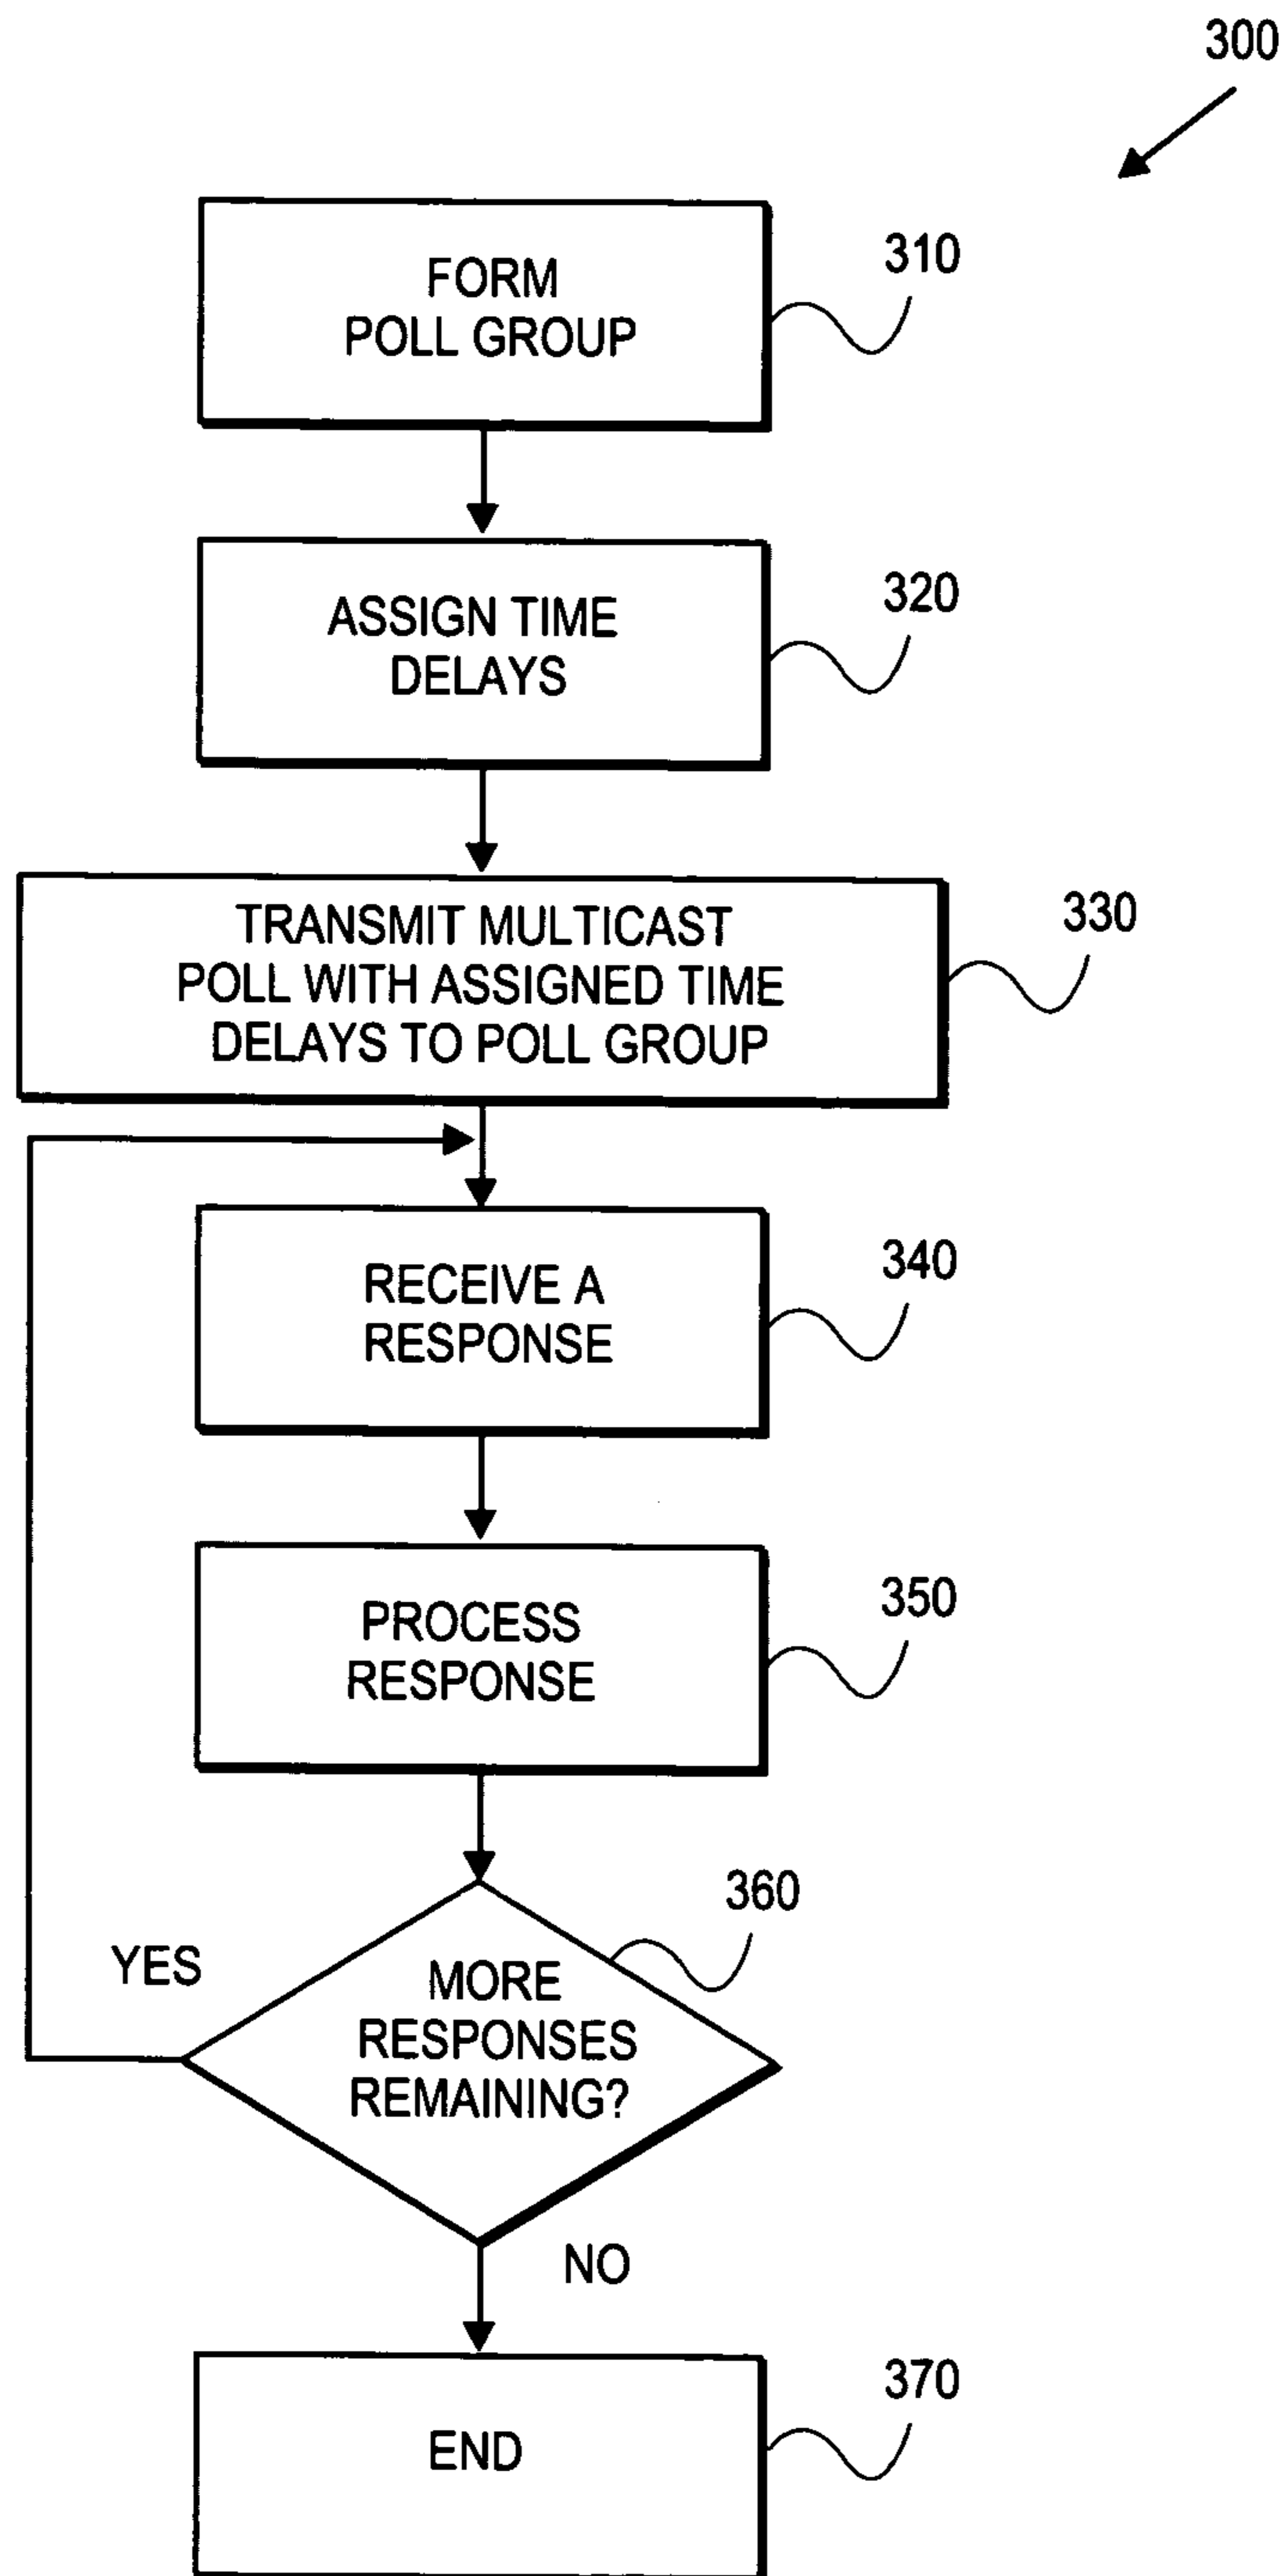 300
FORM
POLL GROUP
310
ASSIGN TIME
DELAYS
320
TRANSMIT MULTICAST
POLL WITH ASSIGNED TIME
DELAYS TO POLL GROUP
330
RECEIVE A
RESPONSE
340
PROCESS
RESPONSE
350
360
YES
MORE
RESPONSES
REMAINING?
NO
END
370